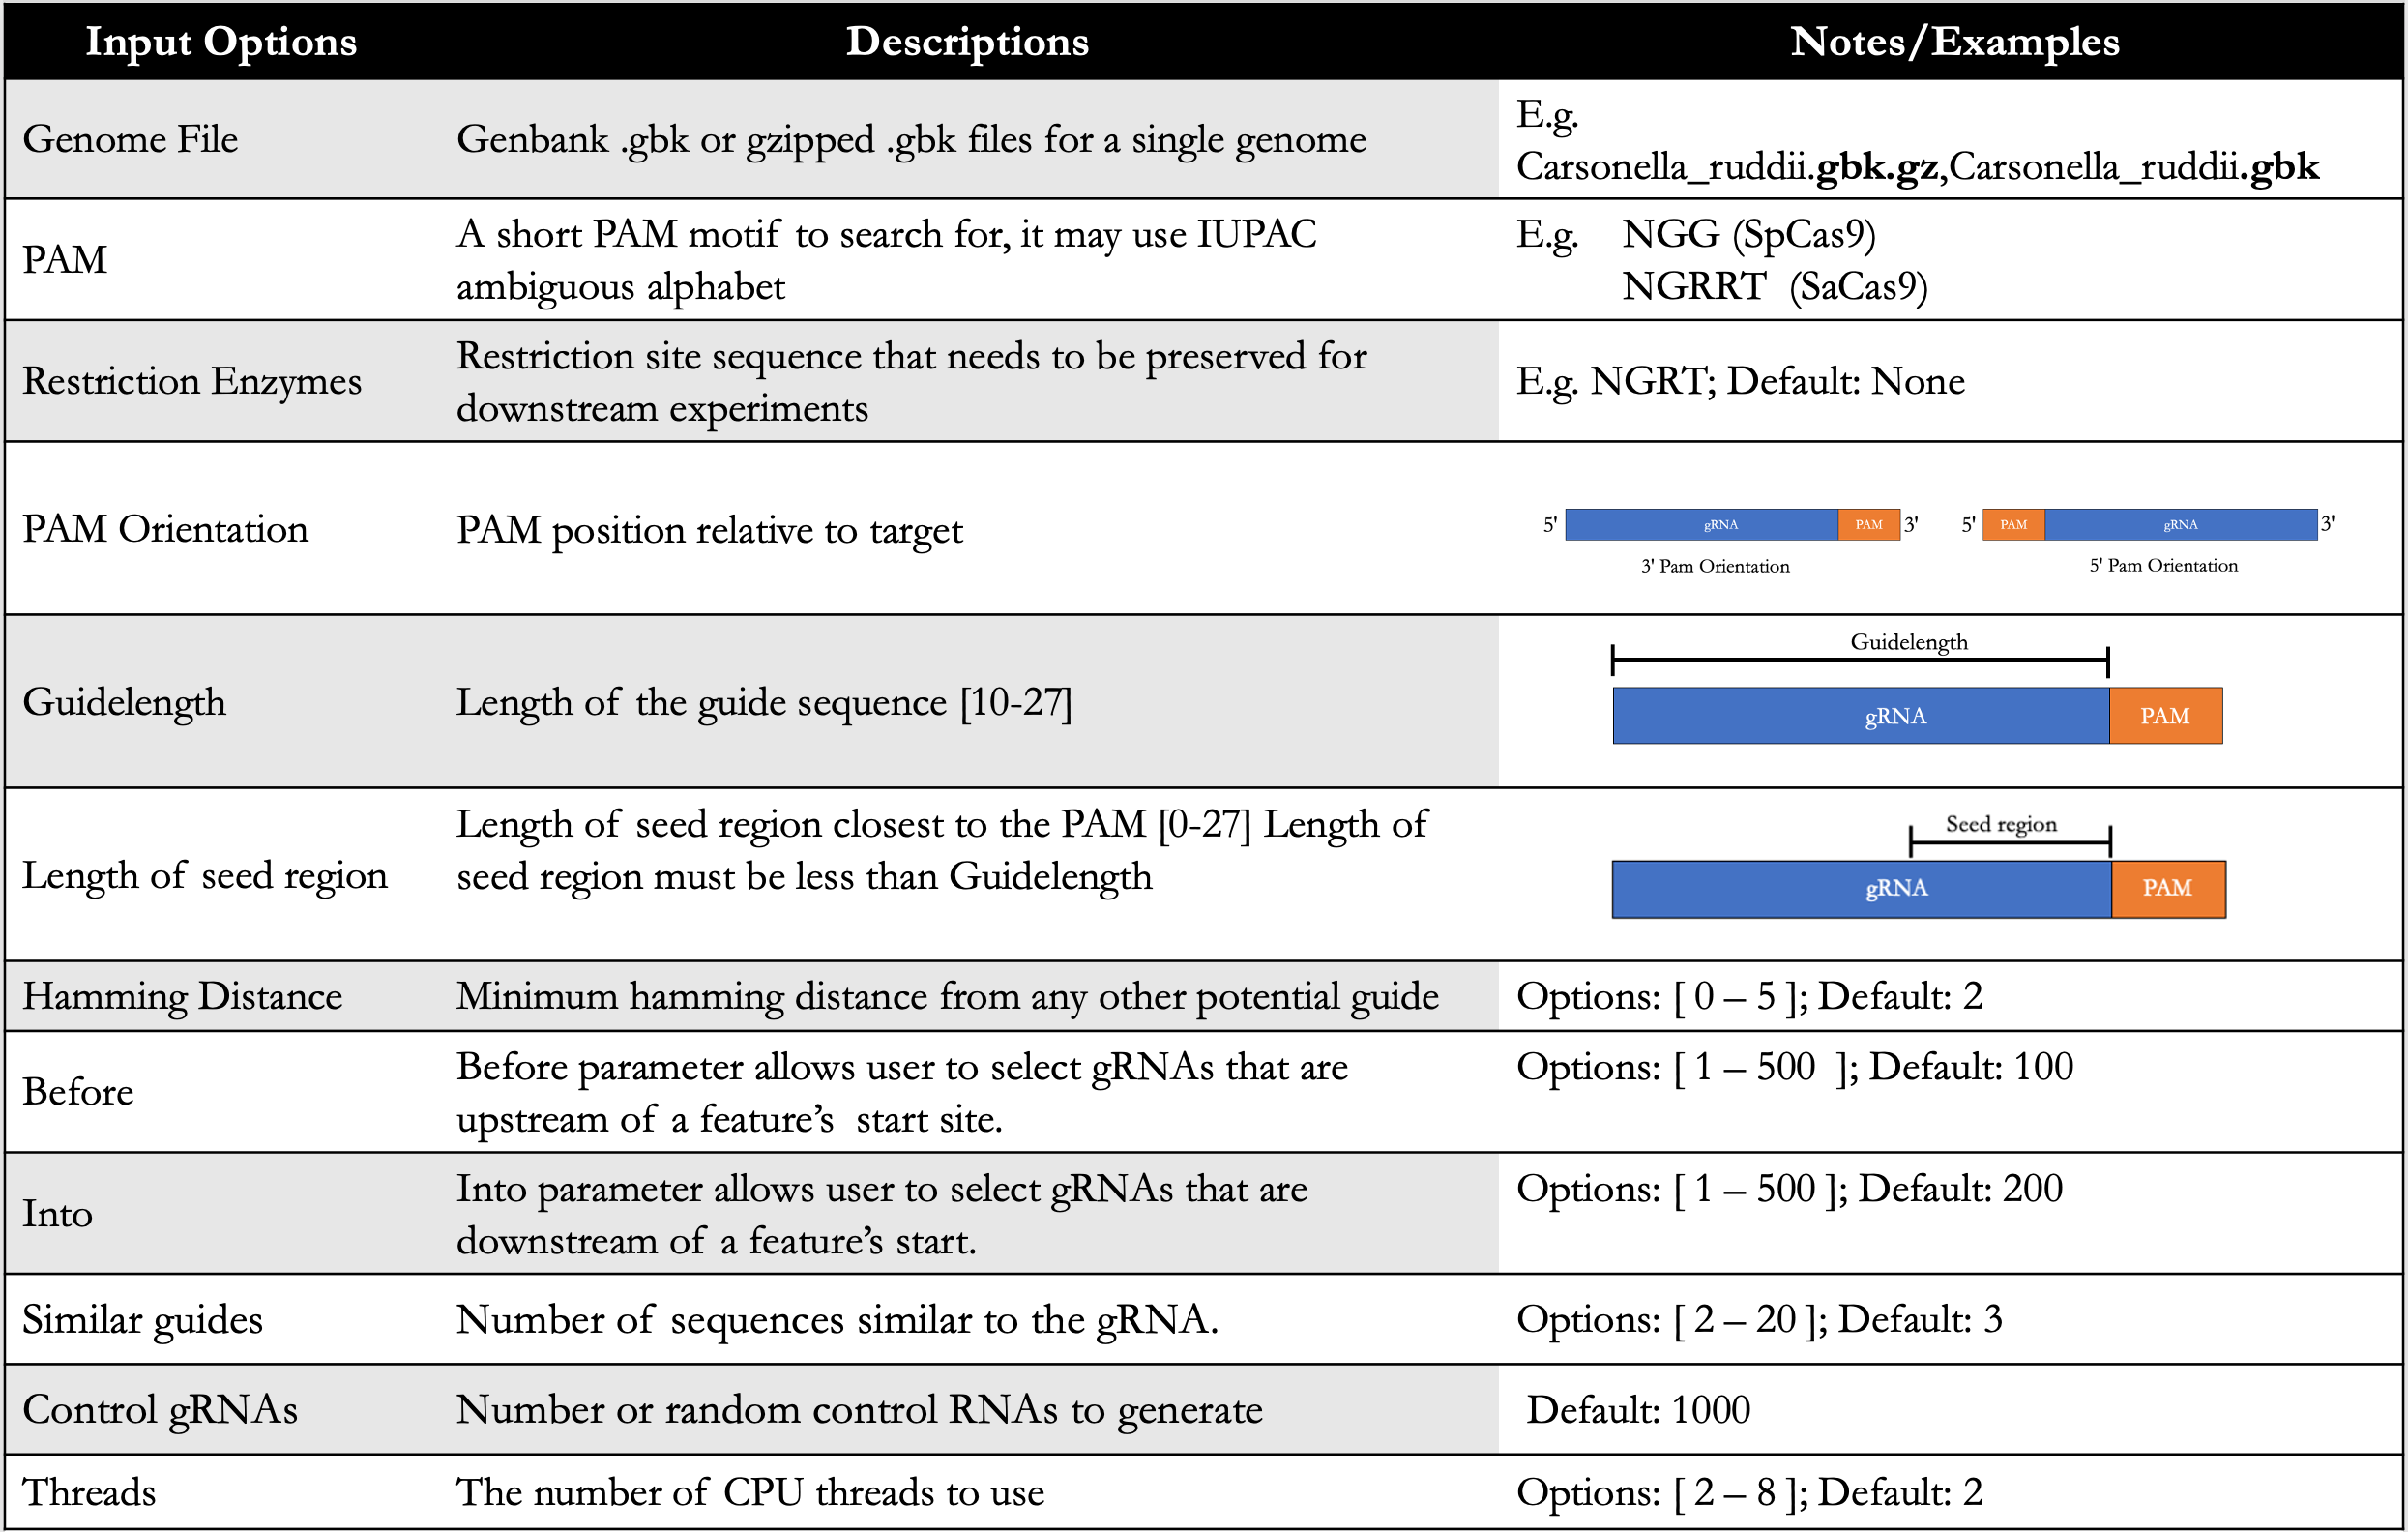 Input Options Descriptions Notes/Examples
Genome File Genbank .gbk or gzipped .gbk files for a single genome
E.g.
Carsonella_ruddii.gbk.gz,Carsonella_ruddii.gbk
PAM
A short PAM motif to search for, it may use IUPAC
ambiguous alphabet
E.g. NGG (SpCas9)
NGRRT (SaCas9)
Restriction Enzymes
Restriction site sequence that needs to be preserved for
downstream experiments
E.g. NGRT; Default: None
PAM Orientation PAM position relative to target
5' gRNA PAM 3' 5' PAM gRNA 3'
3' Pam Orientation 5' Pam Orientation
Guidelength Length of the guide sequence [10-27]
Guidelength
gRNA PAM
Length of seed region
Length of seed region closest to the PAM [0-27] Length of
seed region must be less than Guidelength
Seed region
gRNA PAM
Hamming Distance Minimum hamming distance from any other potential guide Options: [ 0 – 5 ]; Default: 2
Before
Before parameter allows user to select gRNAs that are
upstream of a feature’s start site.
Options: [ 1 – 500 ]; Default: 100
Into
Into parameter allows user to select gRNAs that are
downstream of a feature’s start.
Options: [ 1 – 500 ]; Default: 200
Similar guides Number of sequences similar to the gRNA. Options: [ 2 – 20 ]; Default: 3
Control gRNAs Number or random control RNAs to generate Default: 1000
Threads The number of CPU threads to use Options: [ 2 – 8 ]; Default: 2